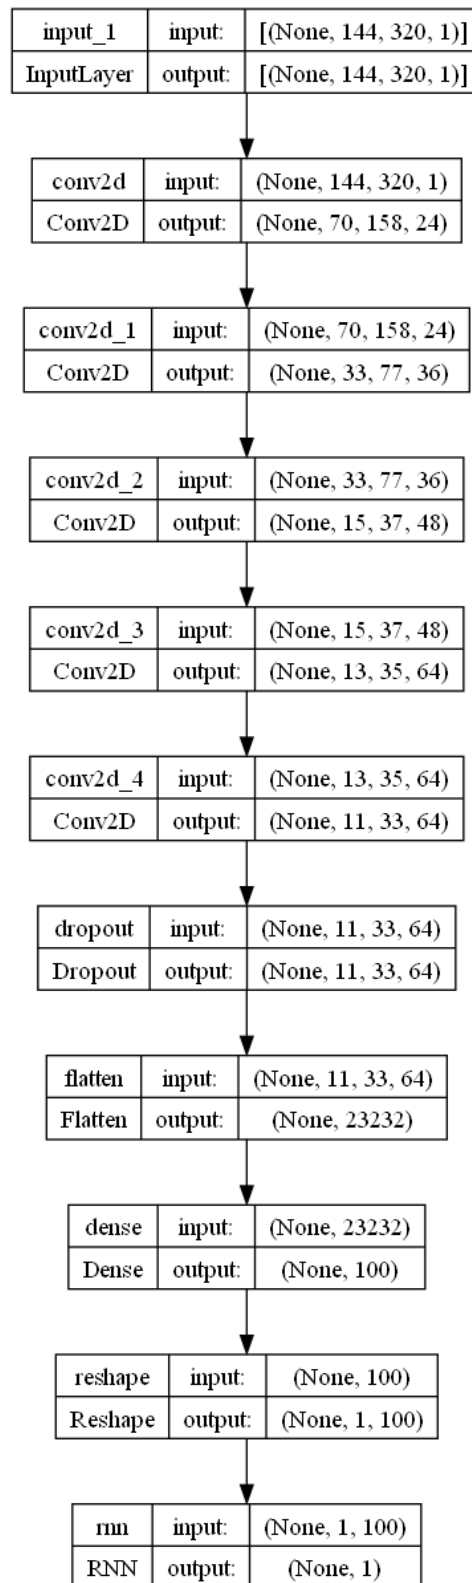 input_1 input: [(None, 144, 320, 1)]
InputLayer output: [(None, 144, 320, 1)]
conv2d input: (None, 144, 320, 1)
Conv2D output: (None, 70, 158, 24)
conv2d_1 input: (None, 70, 158, 24)
Conv2D output: (None, 33, 77, 36)
conv2d_2 input: (None, 33, 77, 36)
Conv2D output: (None, 15, 37, 48)
conv2d_3 input: (None, 15, 37, 48)
Conv2D output: (None, 13, 35, 64)
conv2d_4 input: (None, 13, 35, 64)
Conv2D output: (None, 11, 33, 64)
dropout input: (None, 11, 33, 64)
Dropout output: (None, 11, 33, 64)
flatten input: (None, 11, 33, 64)
Flatten output: (None, 23232)
dense input: (None, 23232)
Dense output: (None, 100)
reshape input: (None, 100)
Reshape output: (None, 1, 100)
rnn input: (None, 1, 100)
RNN output: (None, 1)